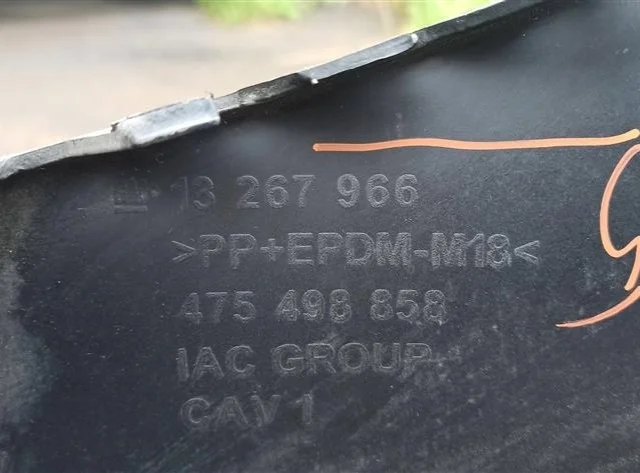 13 267 966
>PP+EPDM-M18<
475 498 858
IAC GROUP
CAV 1